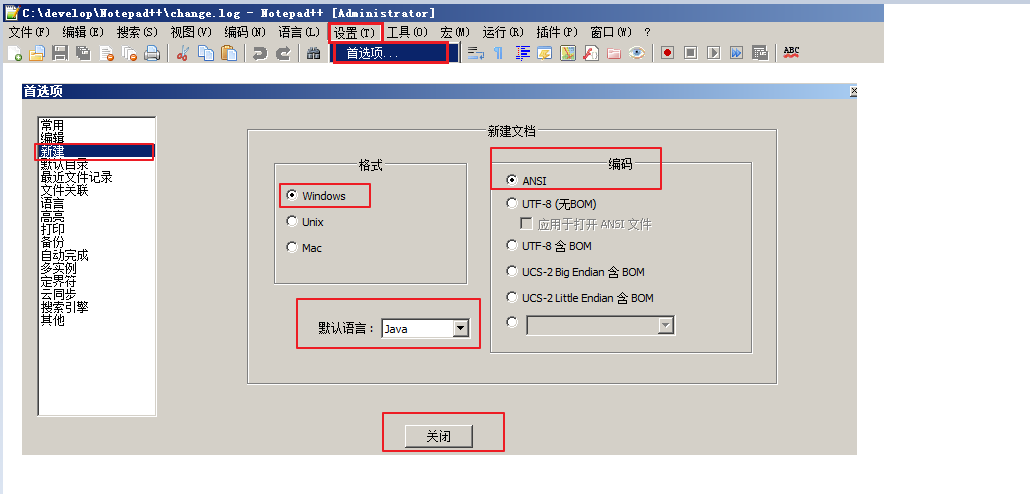 C:\develop\Notepad++\change.log - Notepad++ [Administrator]
文件(F) 编辑(E) 搜索(S) 视图(V) 编码(N) 语言(L) 设置(T) 工具(O) 宏(M) 运行(R) 插件(P) 窗口(W) ?
首选项...
ABC
首选项
常用
编辑
新建
默认目录
最近文件记录
文件关联
语言
高亮
打印
备份
自动完成
多实例
定界符
云同步
搜索引擎
其他
新建文档
格式
Windows
Unix
Mac
默认语言：
Java
编码
ANSI
UTF-8 (无BOM)
应用于打开 ANSI 文件
UTF-8 含 BOM
UCS-2 Big Endian 含 BOM
UCS-2 Little Endian 含 BOM
关闭